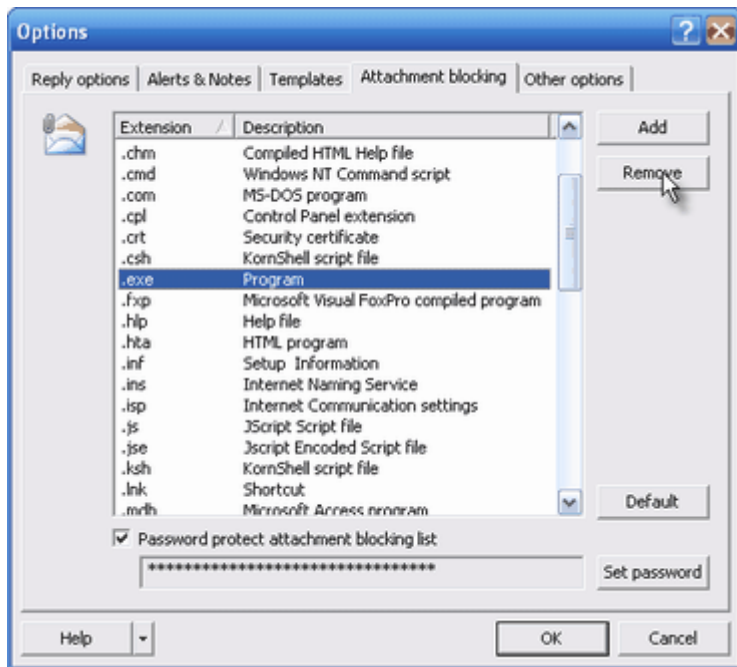 Options
Reply options Alerts & Notes Templates Attachment blocking Other options
Extension Description
.chm Compiled HTML Help file
.cmd Windows NT Command script
.com MS-DOS program
.cpl Control Panel extension
.crt Security certificate
.csh KornShell script file
.exe Program
.fxp Microsoft Visual FoxPro compiled program
.hlp Help file
.hta HTML program
.inf Setup Information
.ins Internet Naming Service
.isp Internet Communication settings
.js JScript Script file
.jse Jscript Encoded Script file
.ksh KornShell script file
.lnk Shortcut
.mdb Microsoft Access program
Add
Remove
Default
Password protect attachment blocking list
********************************
Set password
Help
OK
Cancel